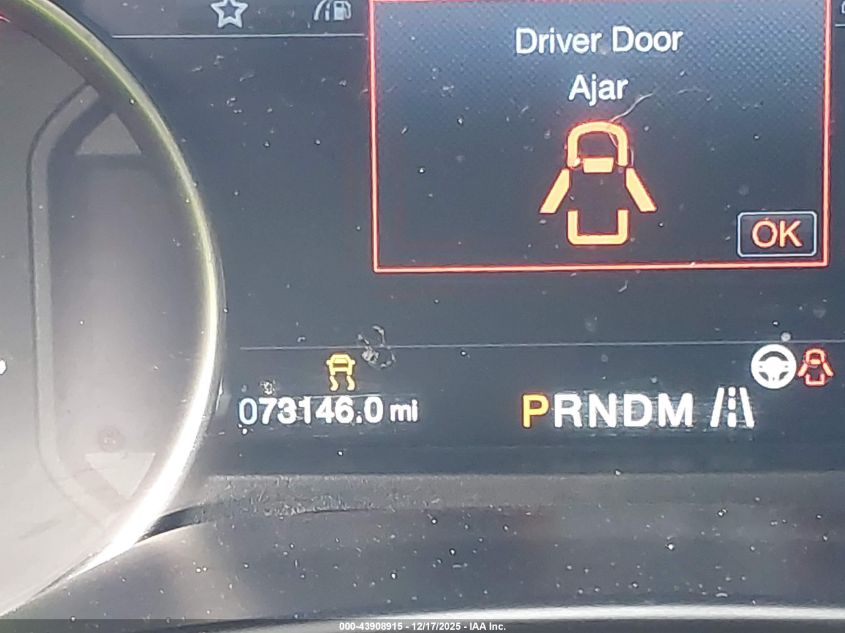 Driver Door
Ajar
OK
073146.0 mi
PRNDM
000-43908915 - 12/17/2025 - IAA Inc.